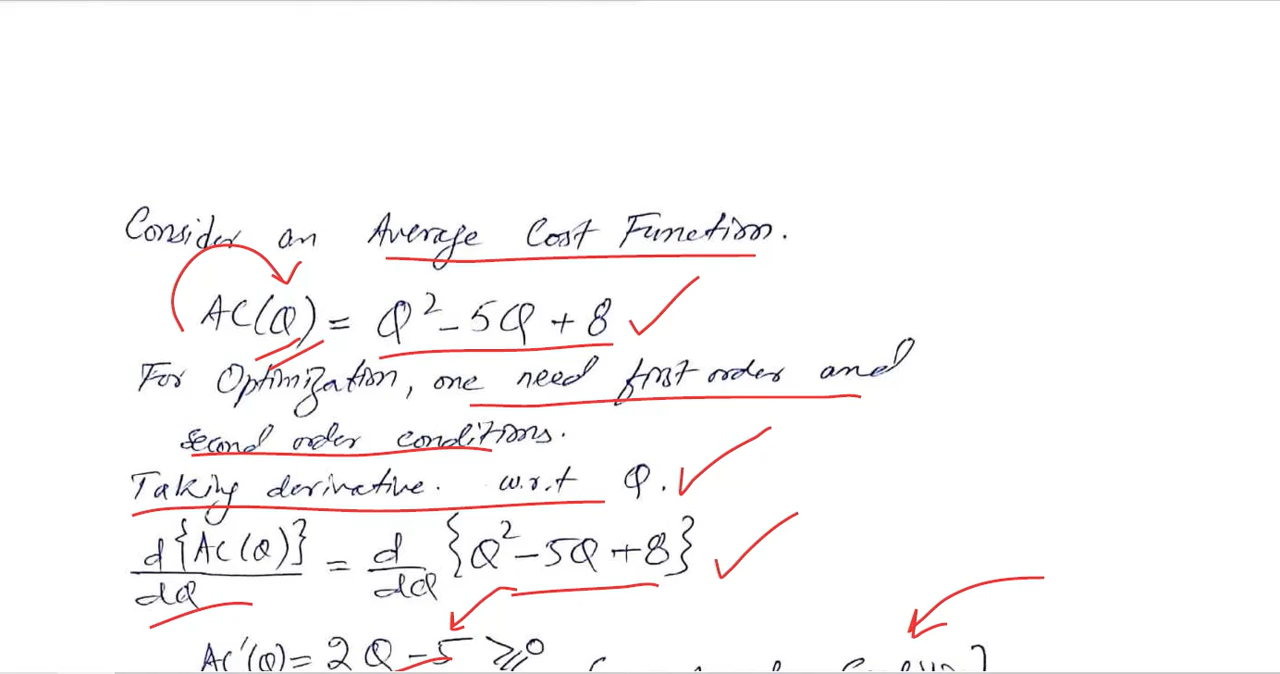 Consider an Average Cost Function.
AC(Q) = Q² - 5Q + 8
For Optimization, one need first order and
second order conditions.
Taking derivative. w.r.t Q.
d{AC(Q)}/dQ = d/dQ {Q² - 5Q + 8}
AC'(Q) = 2Q - 5 ⩾ 0